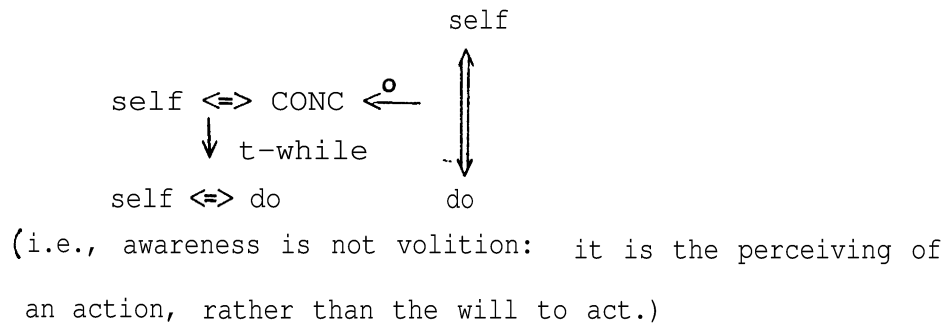 self
self <=> CONC <-o-
t-while
self <=> do do
(i.e., awareness is not volition: it is the perceiving of
an action, rather than the will to act.)